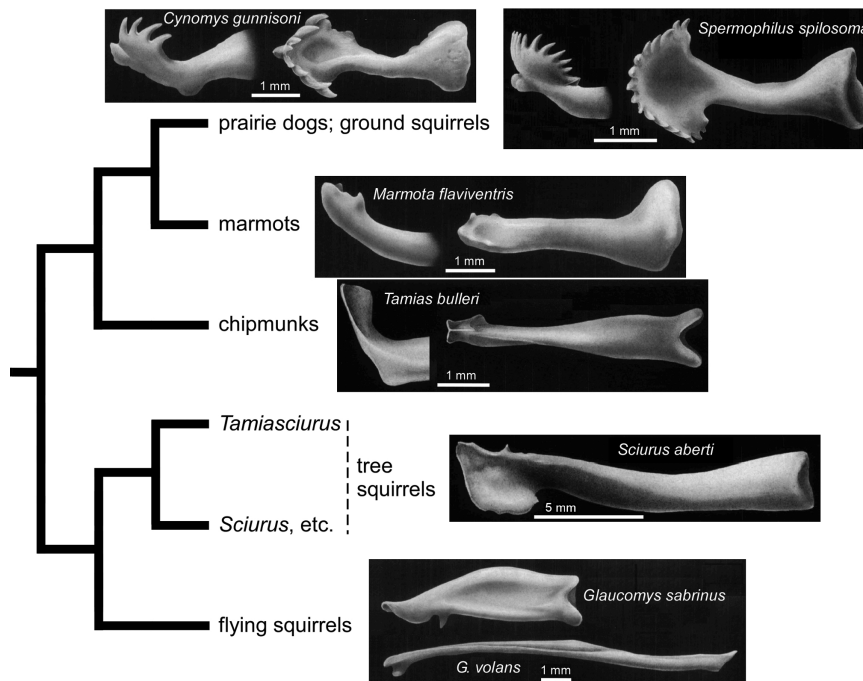 Cynomys gunnisoni
1 mm
Spermophilus spilosoma
1 mm
prairie dogs; ground squirrels
Marmota flaviventris
marmots
1 mm
Tamias bulleri
chipmunks
1 mm
Tamiasciurus
tree
squirrels
Sciurus aberti
5 mm
Sciurus, etc.
Glaucomys sabrinus
flying squirrels
G. volans
1 mm